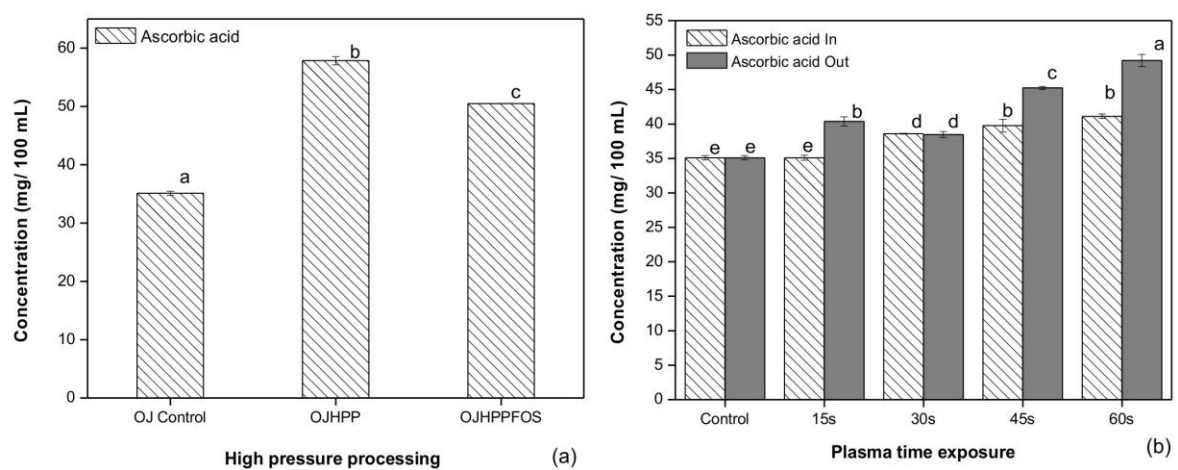 Ascorbic acid
Concentration (mg/ 100 mL)
60
50
40
30
20
10
0
a
b
c
OJ Control
OJHPP
OJHPPFOS
High pressure processing
(a)
Ascorbic acid In
Ascorbic acid Out
Concentration (mg/ 100 mL)
55
50
45
40
35
30
25
20
15
10
5
0
e e
e b
d d
b c
b a
Control
15s
30s
45s
60s
Plasma time exposure
(b)